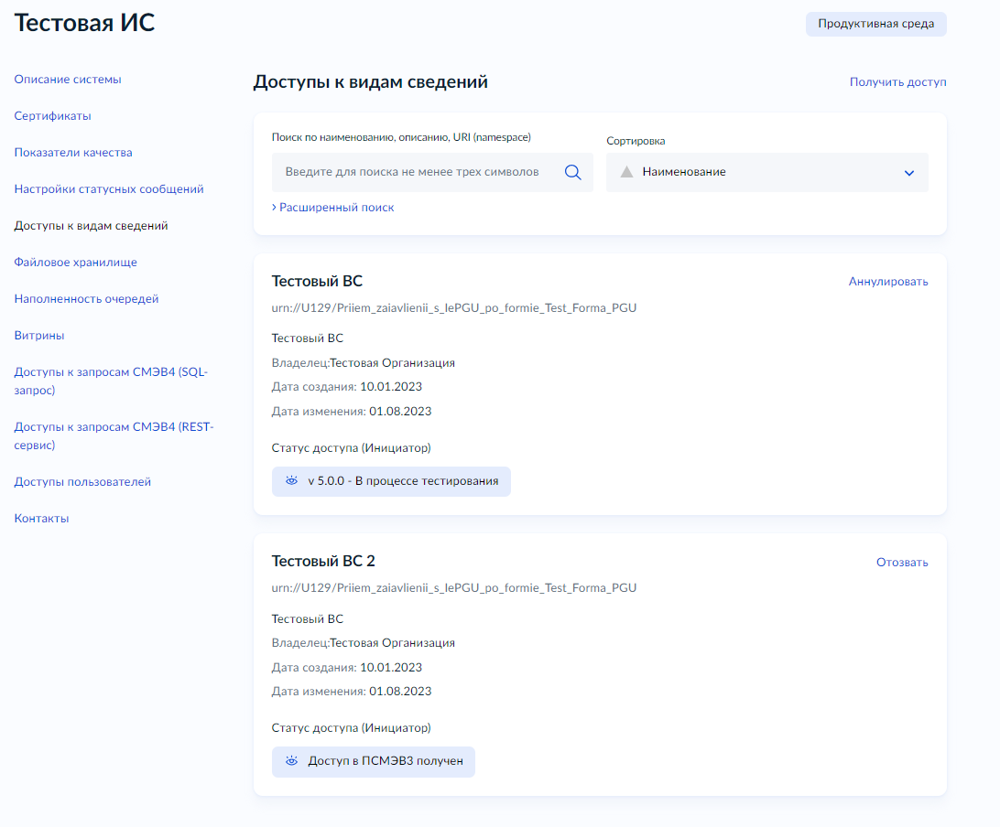 Тестовая ИС
Продуктивная среда
Описание системы
Сертификаты
Показатели качества
Настройки статусных сообщений
Доступы к видам сведений
Файловое хранилище
Наполненность очередей
Витрины
Доступы к запросам СМЭВ4 (SQL-
запрос)
Доступы к запросам СМЭВ4 (REST-
сервис)
Доступы пользователей
Контакты
Доступы к видам сведений
Получить доступ
Поиск по наименованию, описанию, URI (namespace)
Введите для поиска не менее трех символов
Сортировка
Наименование
Расширенный поиск
Тестовый ВС
Аннулировать
urn://U129/Priiem_zaiavlienii_s_IePGU_po_formie_Test_Forma_PGU
Тестовый ВС
Владелец:Тестовая Организация
Дата создания: 10.01.2023
Дата изменения: 01.08.2023
Статус доступа (Инициатор)
v 5.0.0 - В процессе тестирования
Тестовый ВС 2
Отозвать
urn://U129/Priiem_zaiavlienii_s_IePGU_po_formie_Test_Forma_PGU
Тестовый ВС
Владелец:Тестовая Организация
Дата создания: 10.01.2023
Дата изменения: 01.08.2023
Статус доступа (Инициатор)
Доступ в ПСМЭВ3 получен